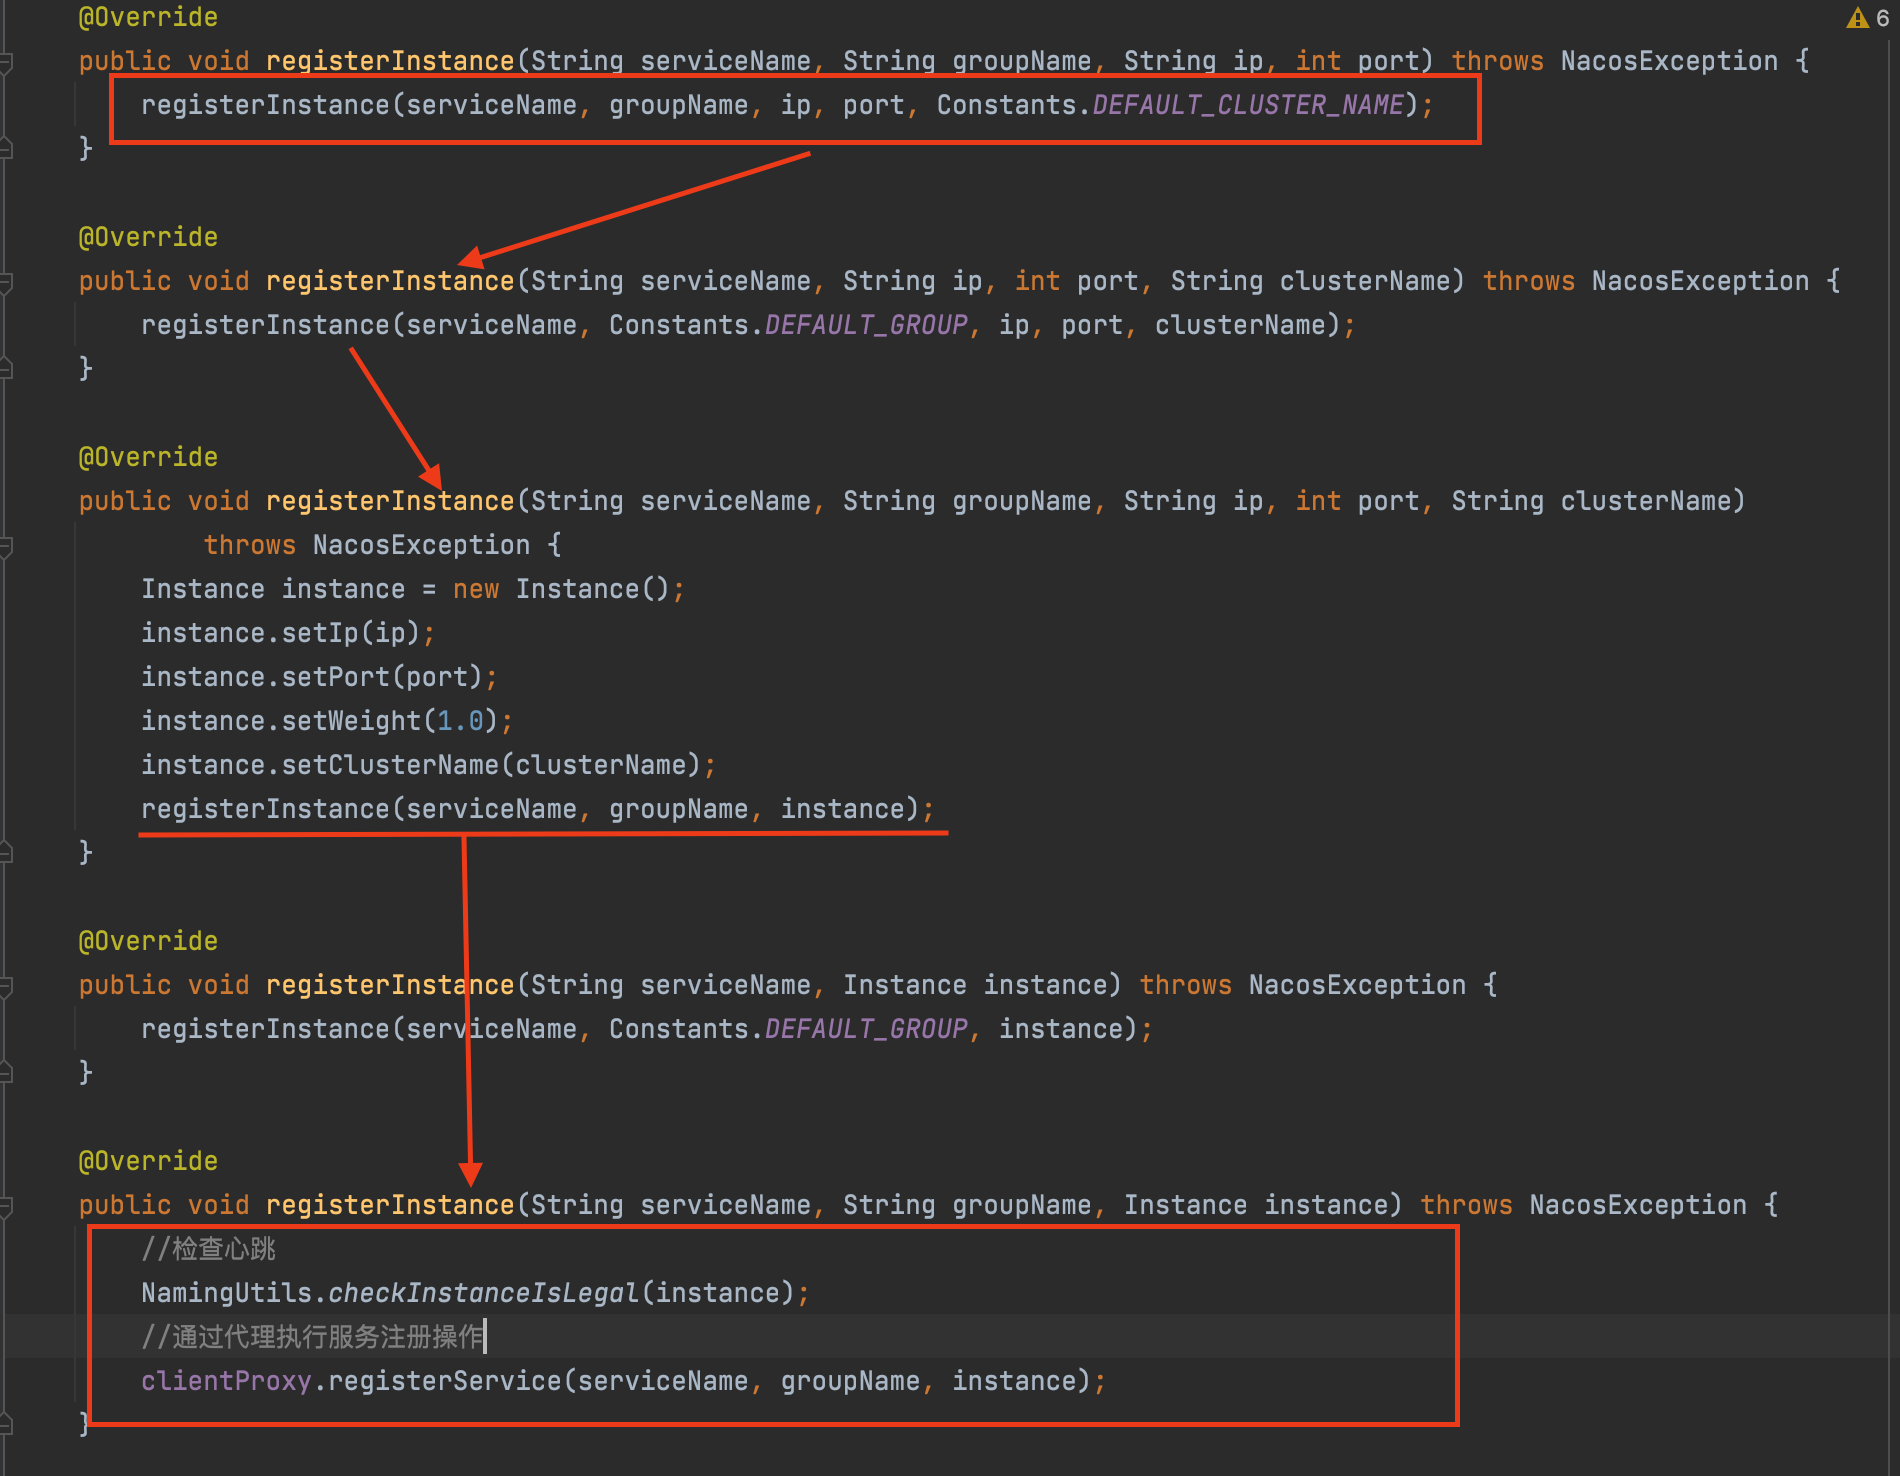 @Override
6
public void registerInstance(String serviceName, String groupName, String ip, int port) throws NacosException {
registerInstance(serviceName, groupName, ip, port, Constants.DEFAULT_CLUSTER_NAME);
}
@Override
public void registerInstance(String serviceName, String ip, int port, String clusterName) throws NacosException {
registerInstance(serviceName, Constants.DEFAULT_GROUP, ip, port, clusterName);
}
@Override
public void registerInstance(String serviceName, String groupName, String ip, int port, String clusterName)
throws NacosException {
Instance instance = new Instance();
instance.setIp(ip);
instance.setPort(port);
instance.setWeight(1.0);
instance.setClusterName(clusterName);
registerInstance(serviceName, groupName, instance);
}
@Override
public void registerInstance(String serviceName, Instance instance) throws NacosException {
registerInstance(serviceName, Constants.DEFAULT_GROUP, instance);
}
@Override
public void registerInstance(String serviceName, String groupName, Instance instance) throws NacosException {
//检查心跳
NamingUtils.checkInstanceIsLegal(instance);
//通过代理执行服务注册操作
clientProxy.registerService(serviceName, groupName, instance);
}